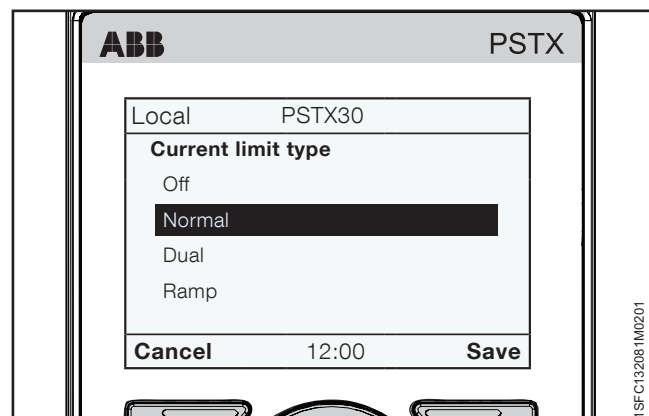 ABB PSTX
Local PSTX30
Current limit type
Off
Normal
Dual
Ramp
Cancel 12:00 Save
1SFC132081M0201